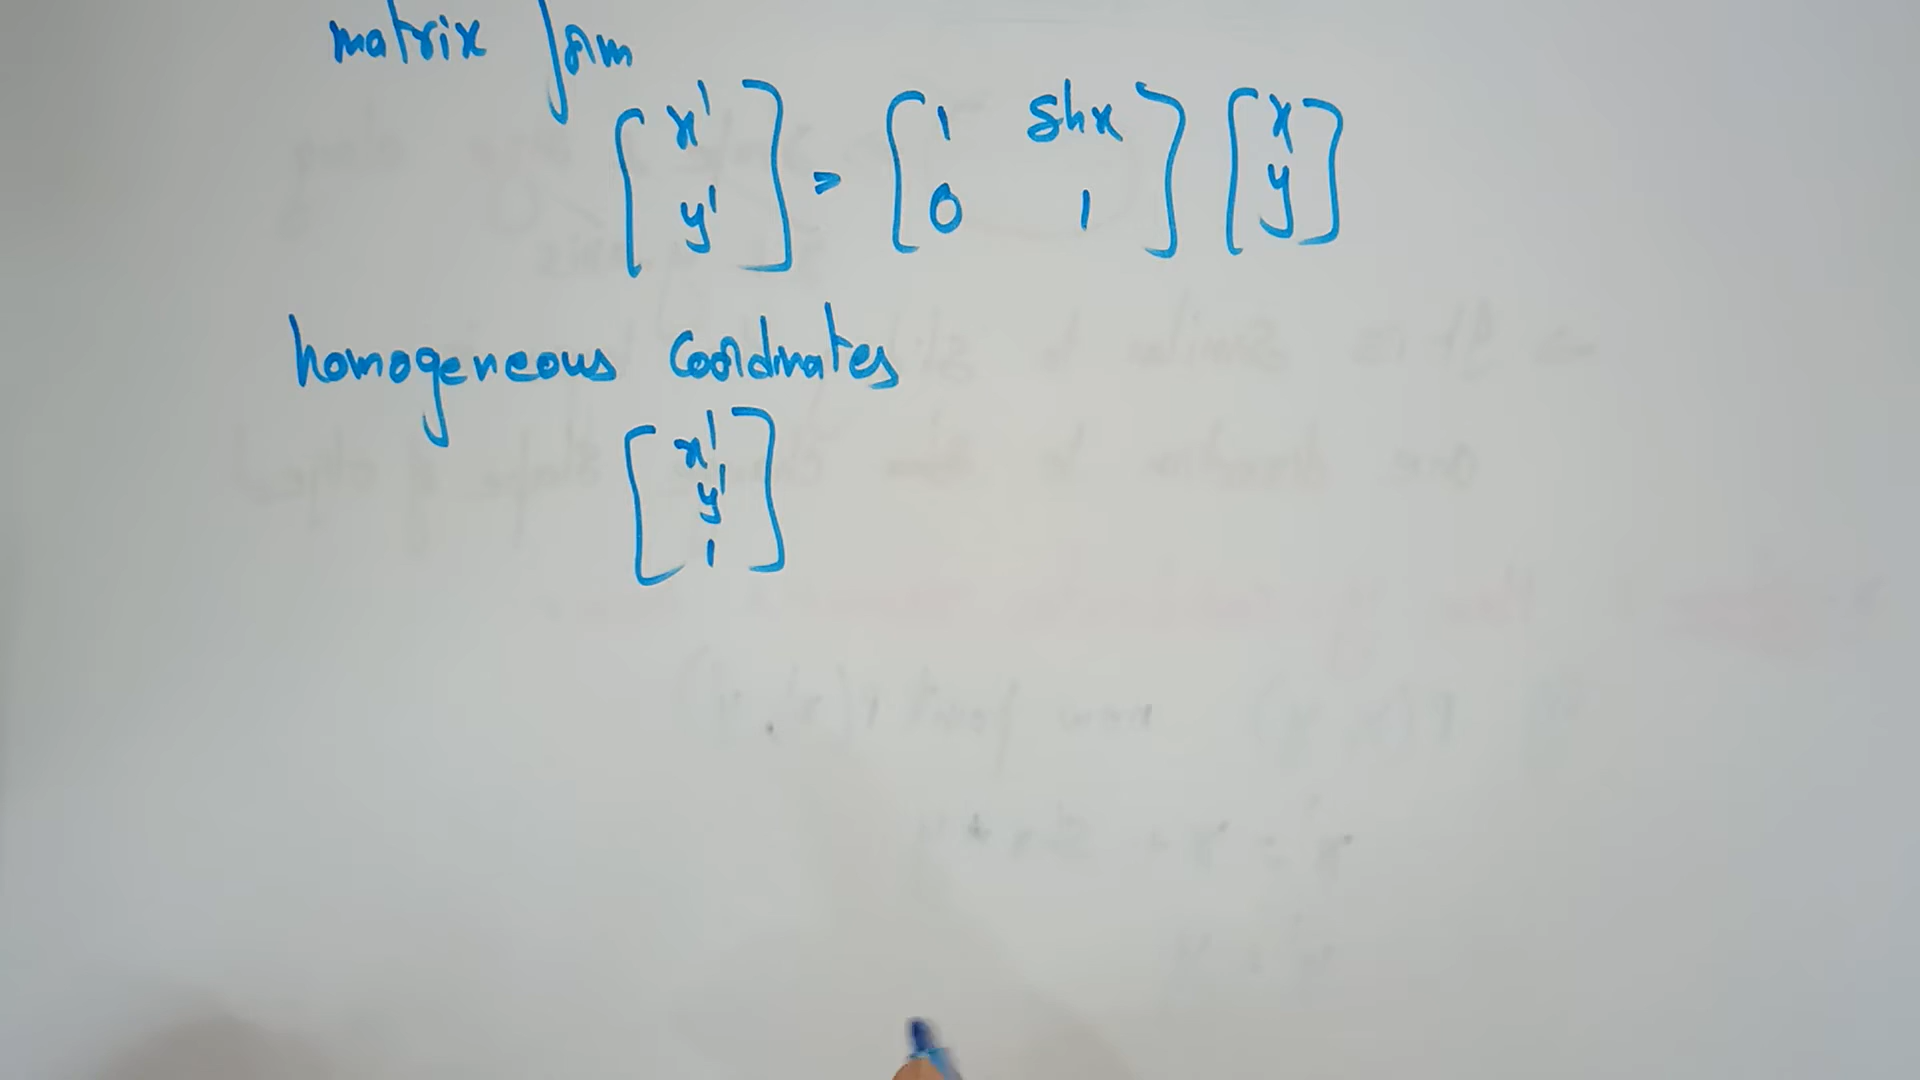 matrix form
[x' y'] = [1 shx 0 1] [x y]
homogeneous coordinates
[x' y' 1]